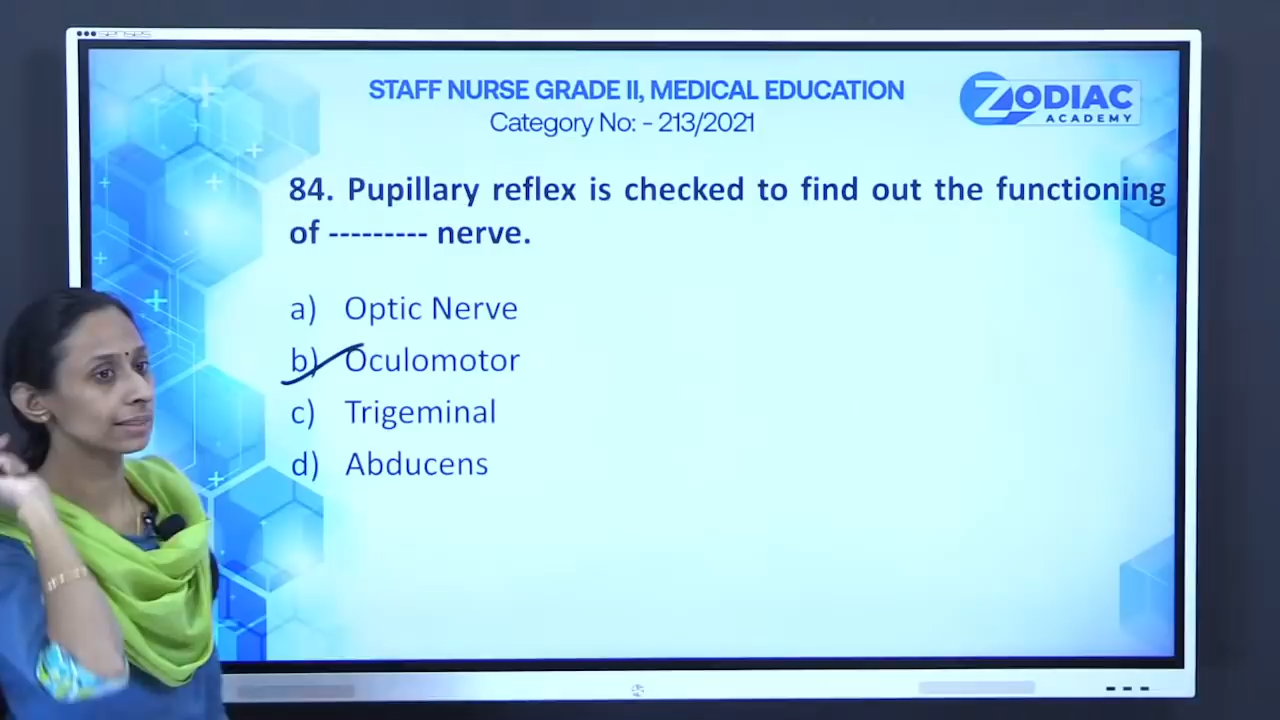 senses
STAFF NURSE GRADE II, MEDICAL EDUCATION
Category No: - 213/2021
ZODIAC
ACADEMY
84. Pupillary reflex is checked to find out the functioning
of --------- nerve.
a) Optic Nerve
b) Oculomotor
c) Trigeminal
d) Abducens